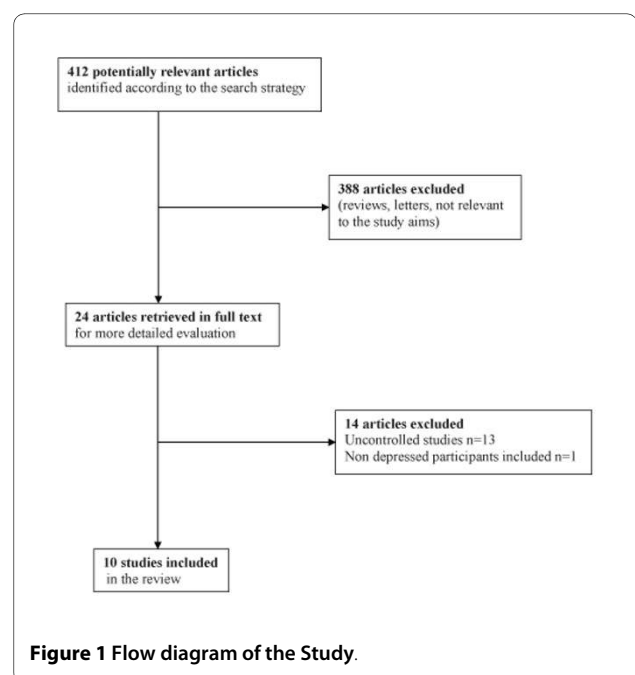 412 potentially relevant articles
identified according to the search strategy
388 articles excluded
(reviews, letters, not relevant
to the study aims)
24 articles retrieved in full text
for more detailed evaluation
14 articles excluded
Uncontrolled studies n=13
Non depressed participants included n=1
10 studies included
in the review
Figure 1 Flow diagram of the Study.